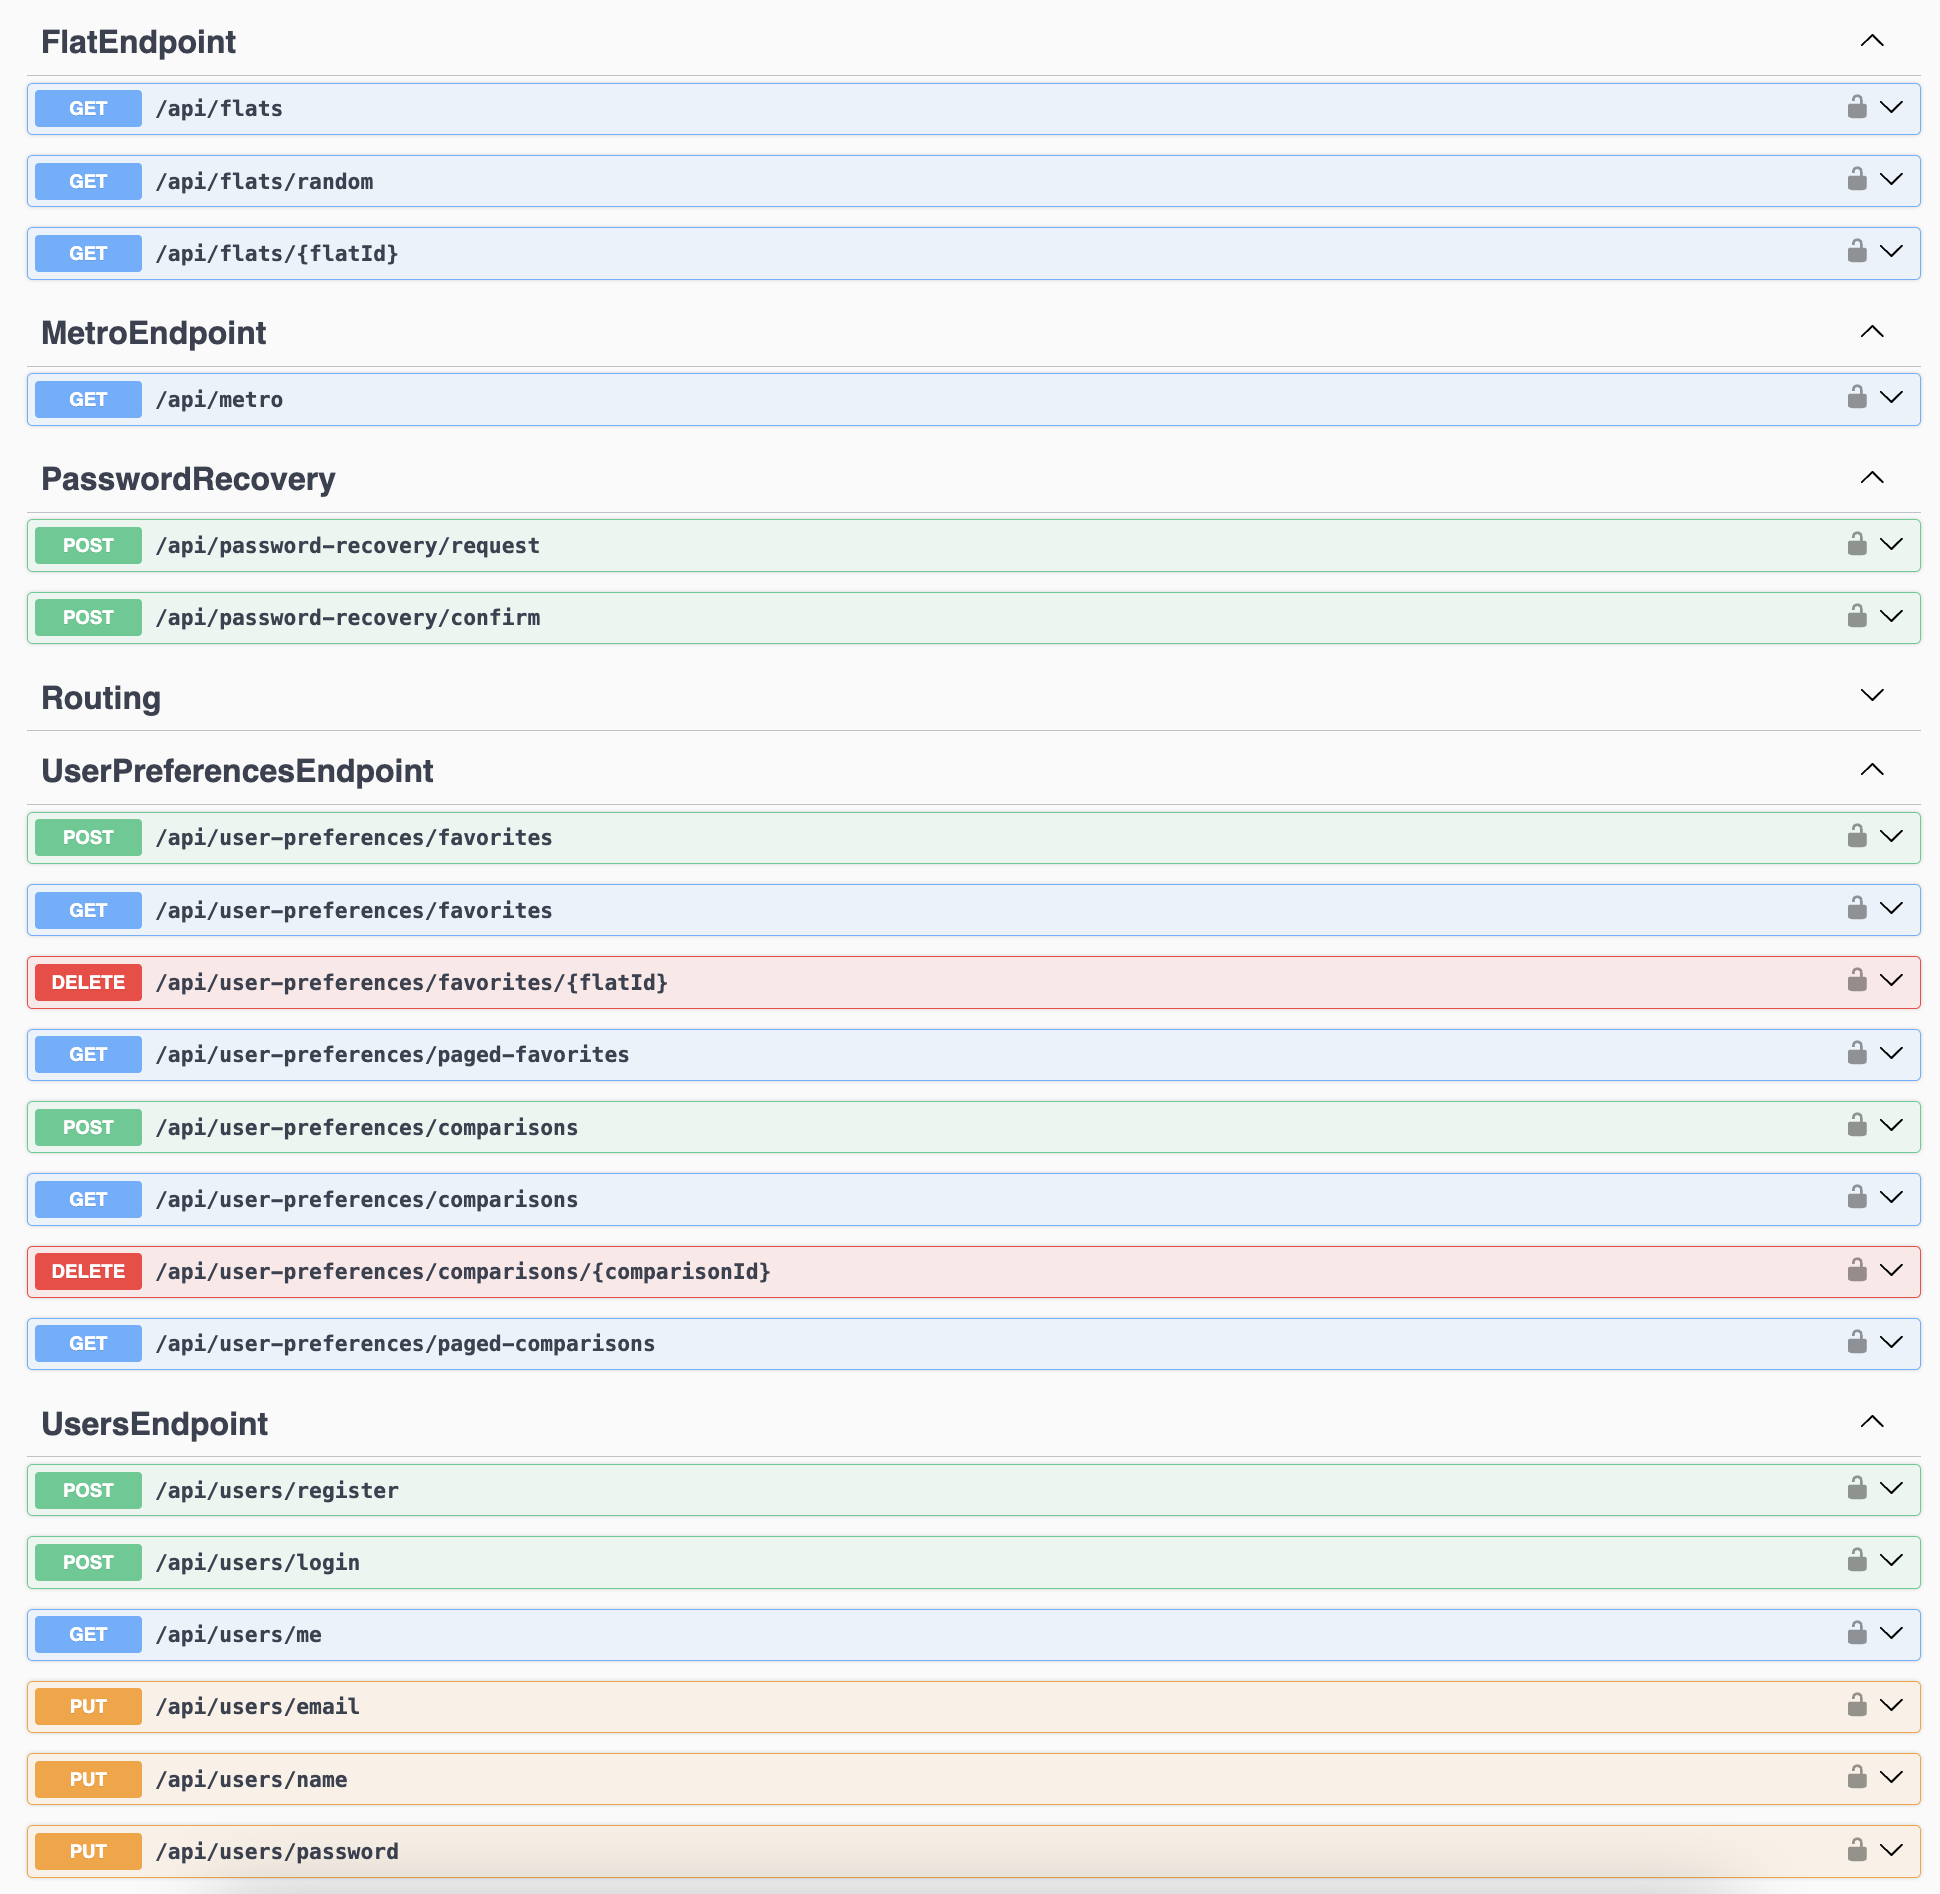 FlatEndpoint
GET /api/flats
GET /api/flats/random
GET /api/flats/{flatId}
MetroEndpoint
GET /api/metro
PasswordRecovery
POST /api/password-recovery/request
POST /api/password-recovery/confirm
Routing
UserPreferencesEndpoint
POST /api/user-preferences/favorites
GET /api/user-preferences/favorites
DELETE /api/user-preferences/favorites/{flatId}
GET /api/user-preferences/paged-favorites
POST /api/user-preferences/comparisons
GET /api/user-preferences/comparisons
DELETE /api/user-preferences/comparisons/{comparisonId}
GET /api/user-preferences/paged-comparisons
UsersEndpoint
POST /api/users/register
POST /api/users/login
GET /api/users/me
PUT /api/users/email
PUT /api/users/name
PUT /api/users/password